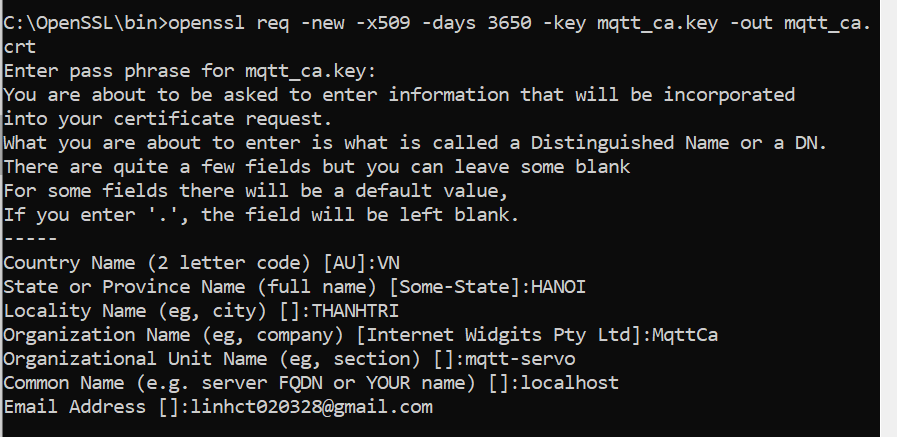 C:\OpenSSL\bin>openssl req -new -x509 -days 3650 -key mqtt_ca.key -out mqtt_ca.
crt
Enter pass phrase for mqtt_ca.key:
You are about to be asked to enter information that will be incorporated
into your certificate request.
What you are about to enter is what is called a Distinguished Name or a DN.
There are quite a few fields but you can leave some blank
For some fields there will be a default value,
If you enter '.', the field will be left blank.
-----
Country Name (2 letter code) [AU]:VN
State or Province Name (full name) [Some-State]:HANOI
Locality Name (eg, city) []:THANHTRI
Organization Name (eg, company) [Internet Widgits Pty Ltd]:MqttCa
Organizational Unit Name (eg, section) []:mqtt-servo
Common Name (e.g. server FQDN or YOUR name) []:localhost
Email Address []:linhct020328@gmail.com